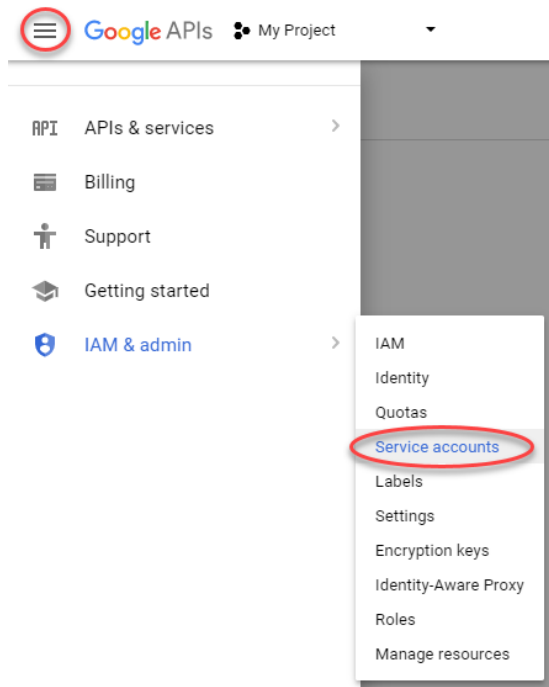 Google APIs My Project
API APIs & services
Billing
Support
Getting started
IAM & admin
IAM
Identity
Quotas
Service accounts
Labels
Settings
Encryption keys
Identity-Aware Proxy
Roles
Manage resources